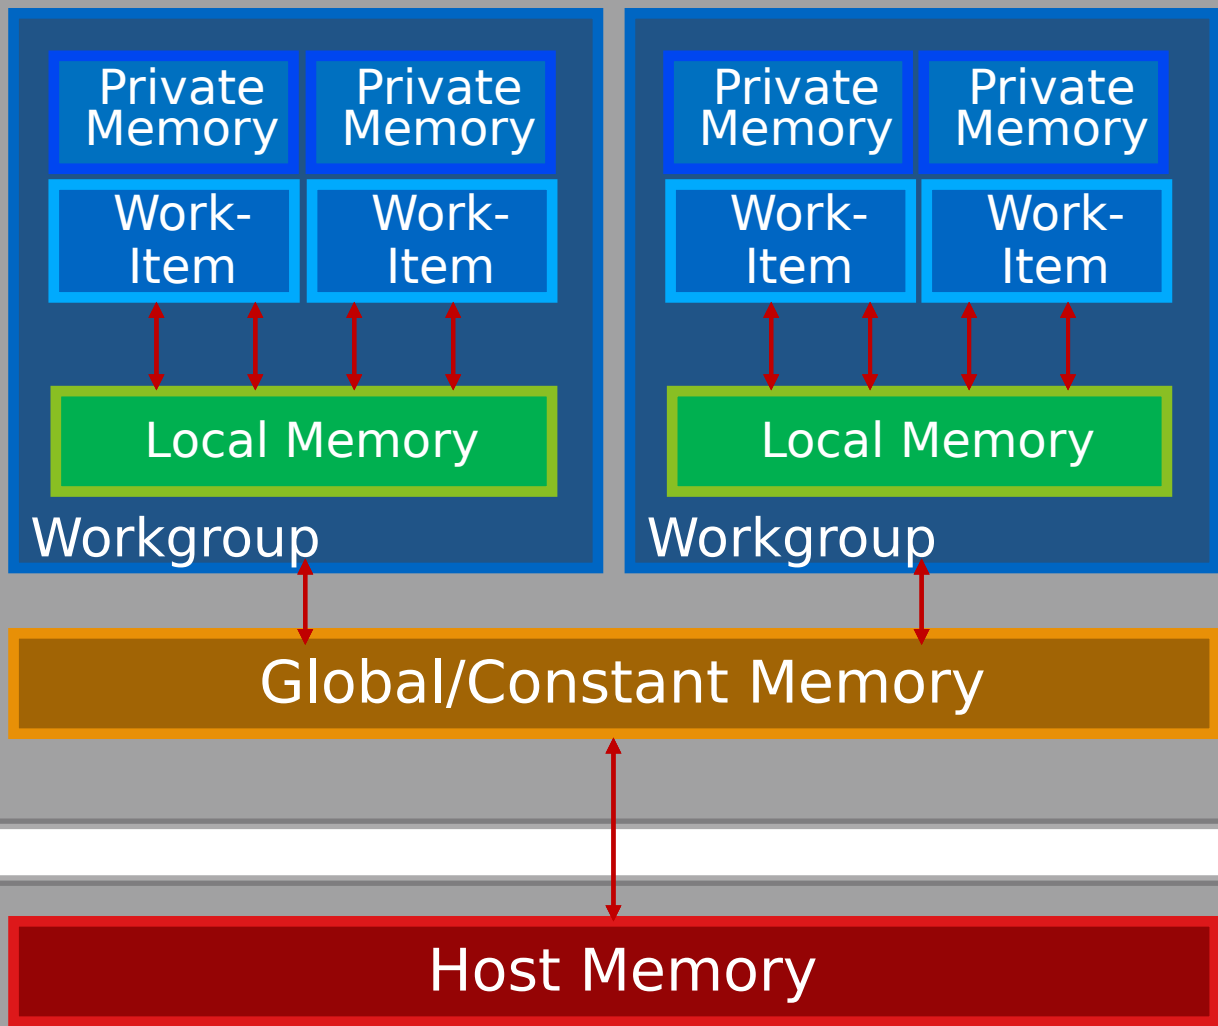 Private
Memory
Private
Memory
Private
Memory
Private
Memory
Work-
Item
Work-
Item
Work-
Item
Work-
Item
Local Memory
Local Memory
Workgroup
Workgroup
Global/Constant Memory
Host Memory